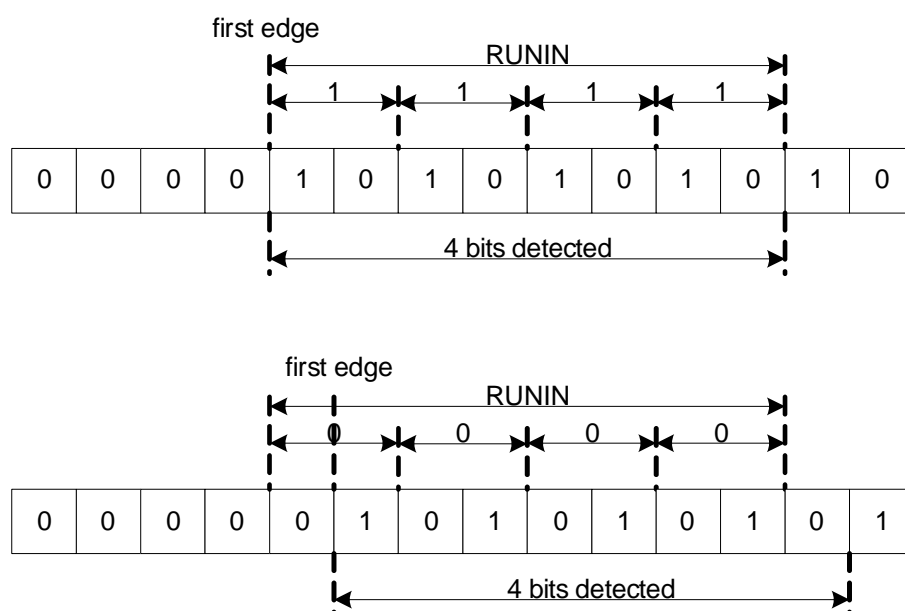 first edge
RUNIN
1 1 1 1
0 0 0 0 1 0 1 0 1 0 1 0 1 0
4 bits detected
first edge
RUNIN
0 0 0 0
0 0 0 0 0 1 0 1 0 1 0 1 0 1
4 bits detected